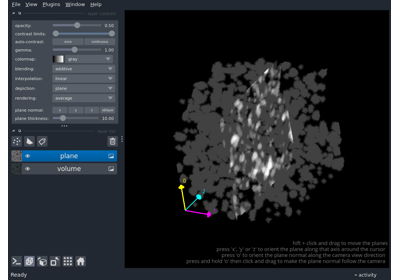 File View Plugins Window Help
opacity: 0.50
contrast limits:
auto-contrast: once continuous
gamma: 1.00
colormap: gray
blending: additive
interpolation: linear
depiction: plane
rendering: average
plane normal: x y z oblique
plane thickness: 10.00
plane
volume
shift + click and drag to move the planes
press 'x', 'y' or 'z' to orient the plane along that axis around the cursor
press 'o' to orient the plane normal along the camera view direction
press and hold 'o' then click and drag to make the plane normal follow the camera
Ready
activity